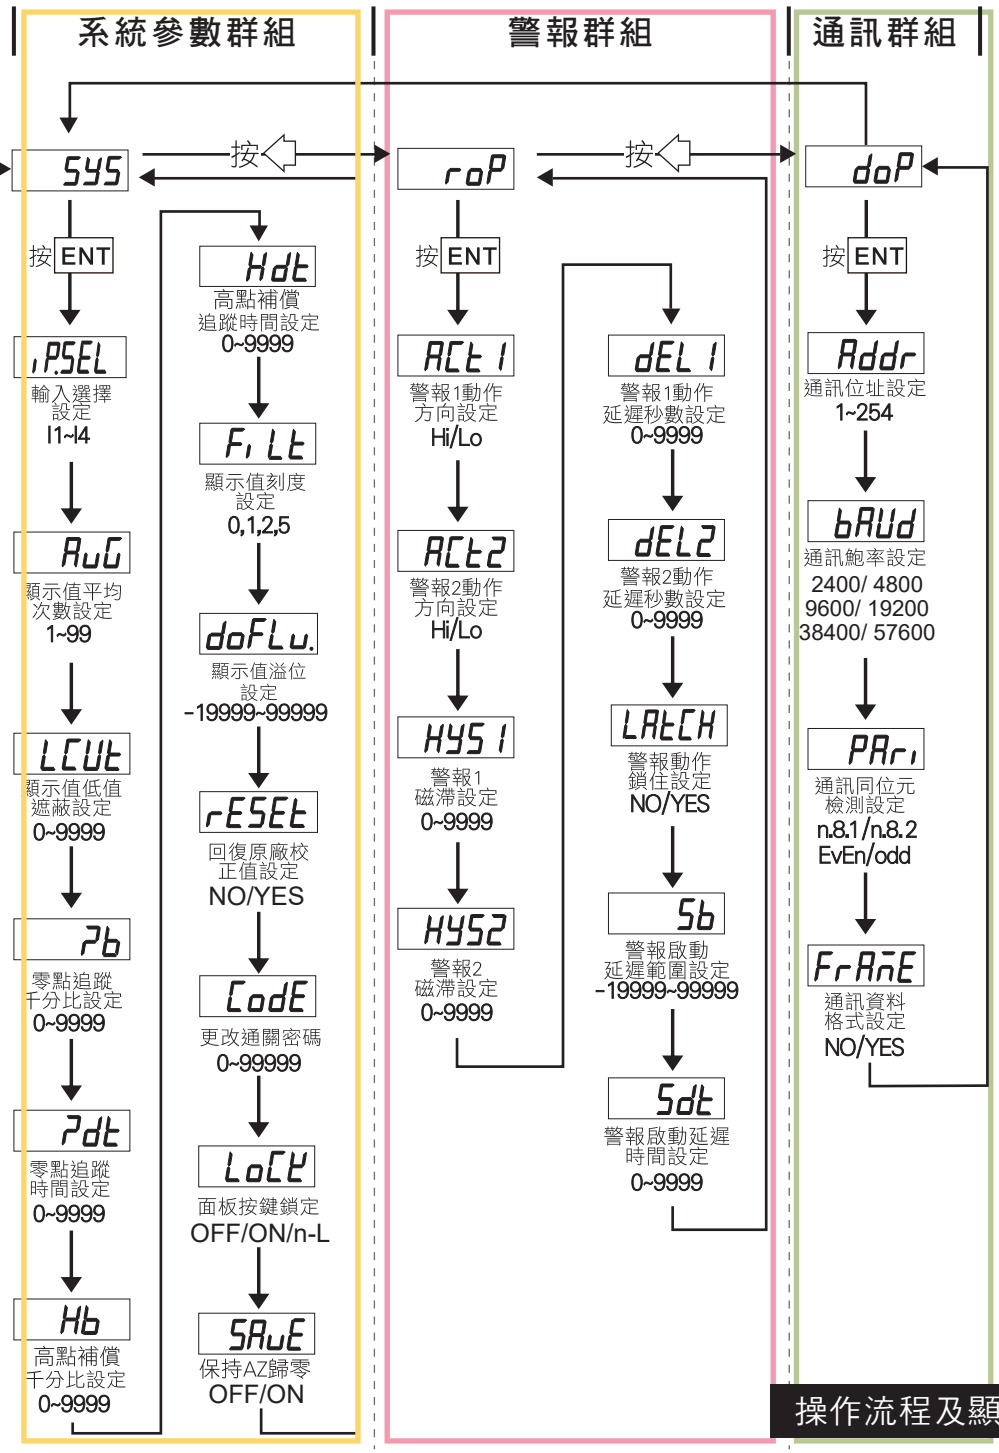 系統參數群組
警報群組
通訊群組
SYS
按
roP
按
doP
按 ENT
iP.SEL
輸入選擇
設定
I1~I4
AvG
顯示值平均
次數設定
1~99
LCUt
顯示值低值
遮蔽設定
0~9999
Zb
零點追蹤
千分比設定
0~9999
Zdt
零點追蹤
時間設定
0~9999
Hb
高點補償
千分比設定
0~9999
Hdt
高點補償
追蹤時間設定
0~9999
FiLt
顯示值刻度
設定
0,1,2,5
doFLv.
顯示值溢位
設定
-19999~99999
rESEt
回復原廠校
正值設定
NO/YES
CodE
更改通關密碼
0~99999
LoCK
面板按鍵鎖定
OFF/ON/n-L
SAvE
保持AZ歸零
OFF/ON
按 ENT
ACt1
警報1動作
方向設定
Hi/Lo
ACt2
警報2動作
方向設定
Hi/Lo
HYS1
警報1
磁滯設定
0~9999
HYS2
警報2
磁滯設定
0~9999
dEL1
警報1動作
延遲秒數設定
0~9999
dEL2
警報2動作
延遲秒數設定
0~9999
LAtCH
警報動作
鎖住設定
NO/YES
Sb
警報啟動
延遲範圍設定
-19999~99999
Sdt
警報啟動延遲
時間設定
0~9999
按 ENT
Addr
通訊位址設定
1~254
bAUd
通訊鮑率設定
2400/ 4800
9600/ 19200
38400/ 57600
PAri
通訊同位元
檢測設定
n.8.1/n.8.2
EvEn/odd
FrAmE
通訊資料
格式設定
NO/YES
操作流程及顯